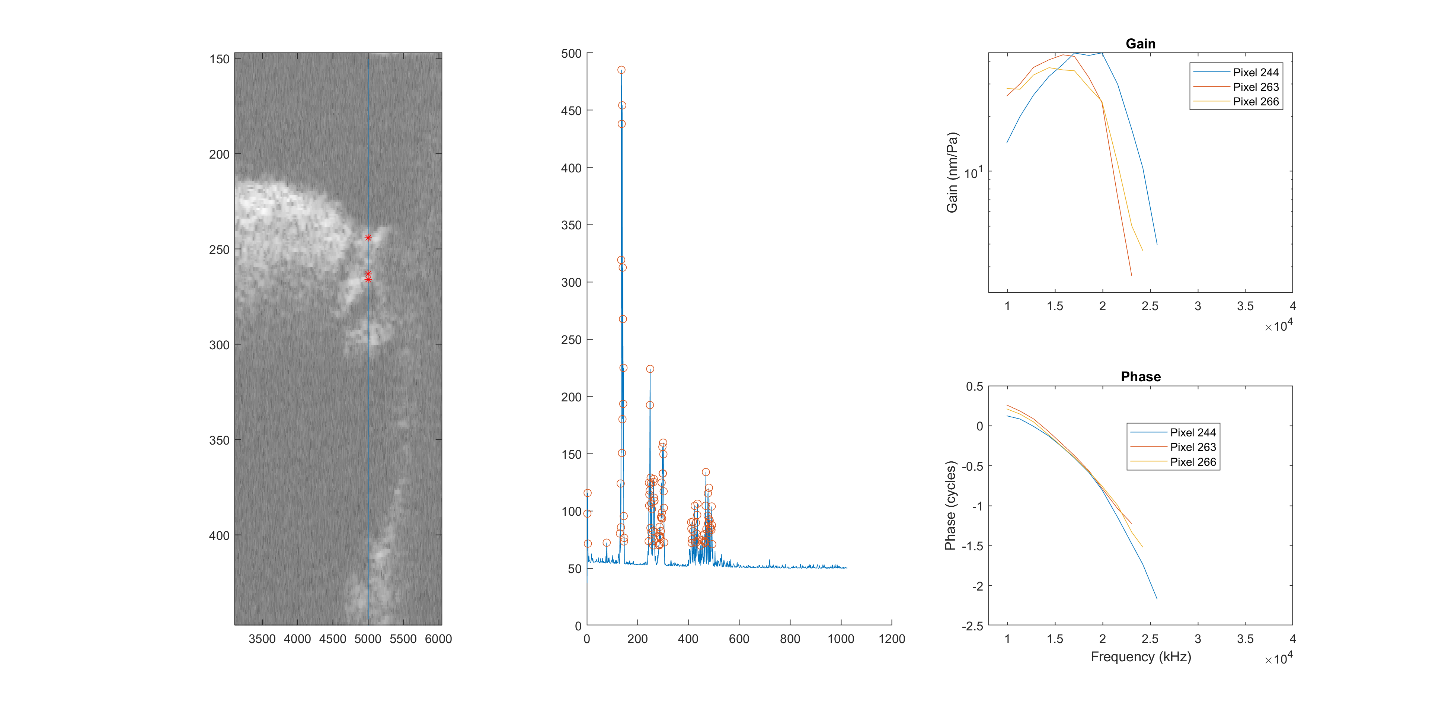 150
200
250
300
350
400
3500 4000 4500 5000 5500 6000
500
450
400
350
300
250
200
150
100
50
0
0 200 400 600 800 1000 1200
Gain
Gain (nm/Pa)
10^1
Pixel 244
Pixel 263
Pixel 266
1 1.5 2 2.5 3 3.5 4
×10^4
Phase
Phase (cycles)
0.5
0
-0.5
-1
-1.5
-2
-2.5
Pixel 244
Pixel 263
Pixel 266
1 1.5 2 2.5 3 3.5 4
Frequency (kHz)
×10^4